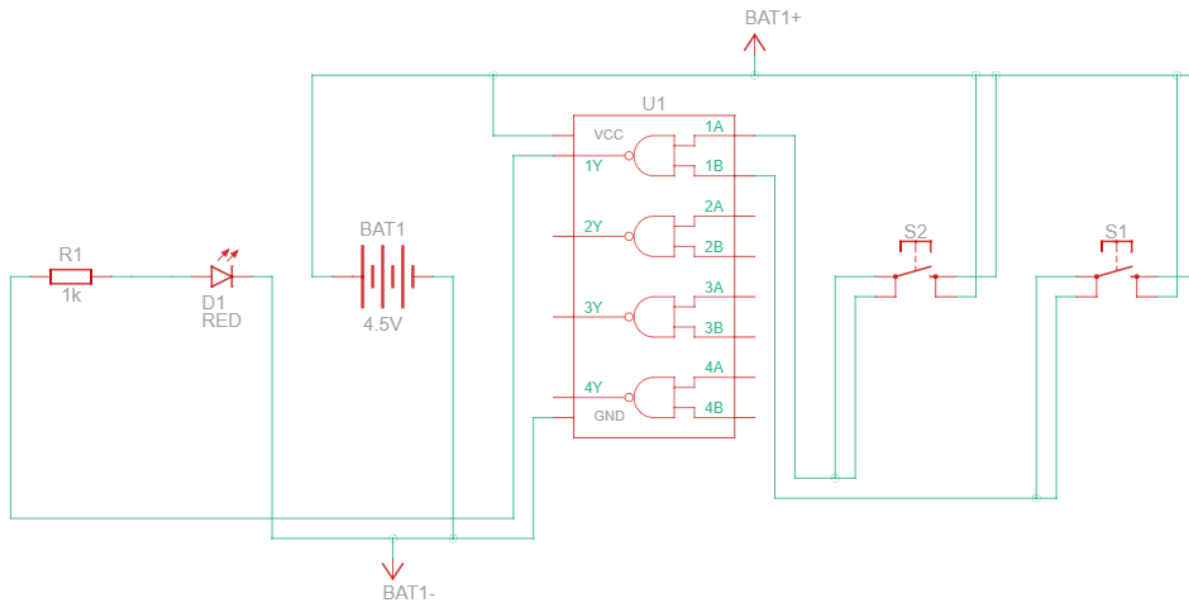 BAT1+
U1
VCC
1A
1Y
1B
2A
2Y
2B
3A
3Y
3B
4A
4Y
4B
GND
S2
S1
BAT1
4.5V
R1
1k
D1
RED
BAT1-